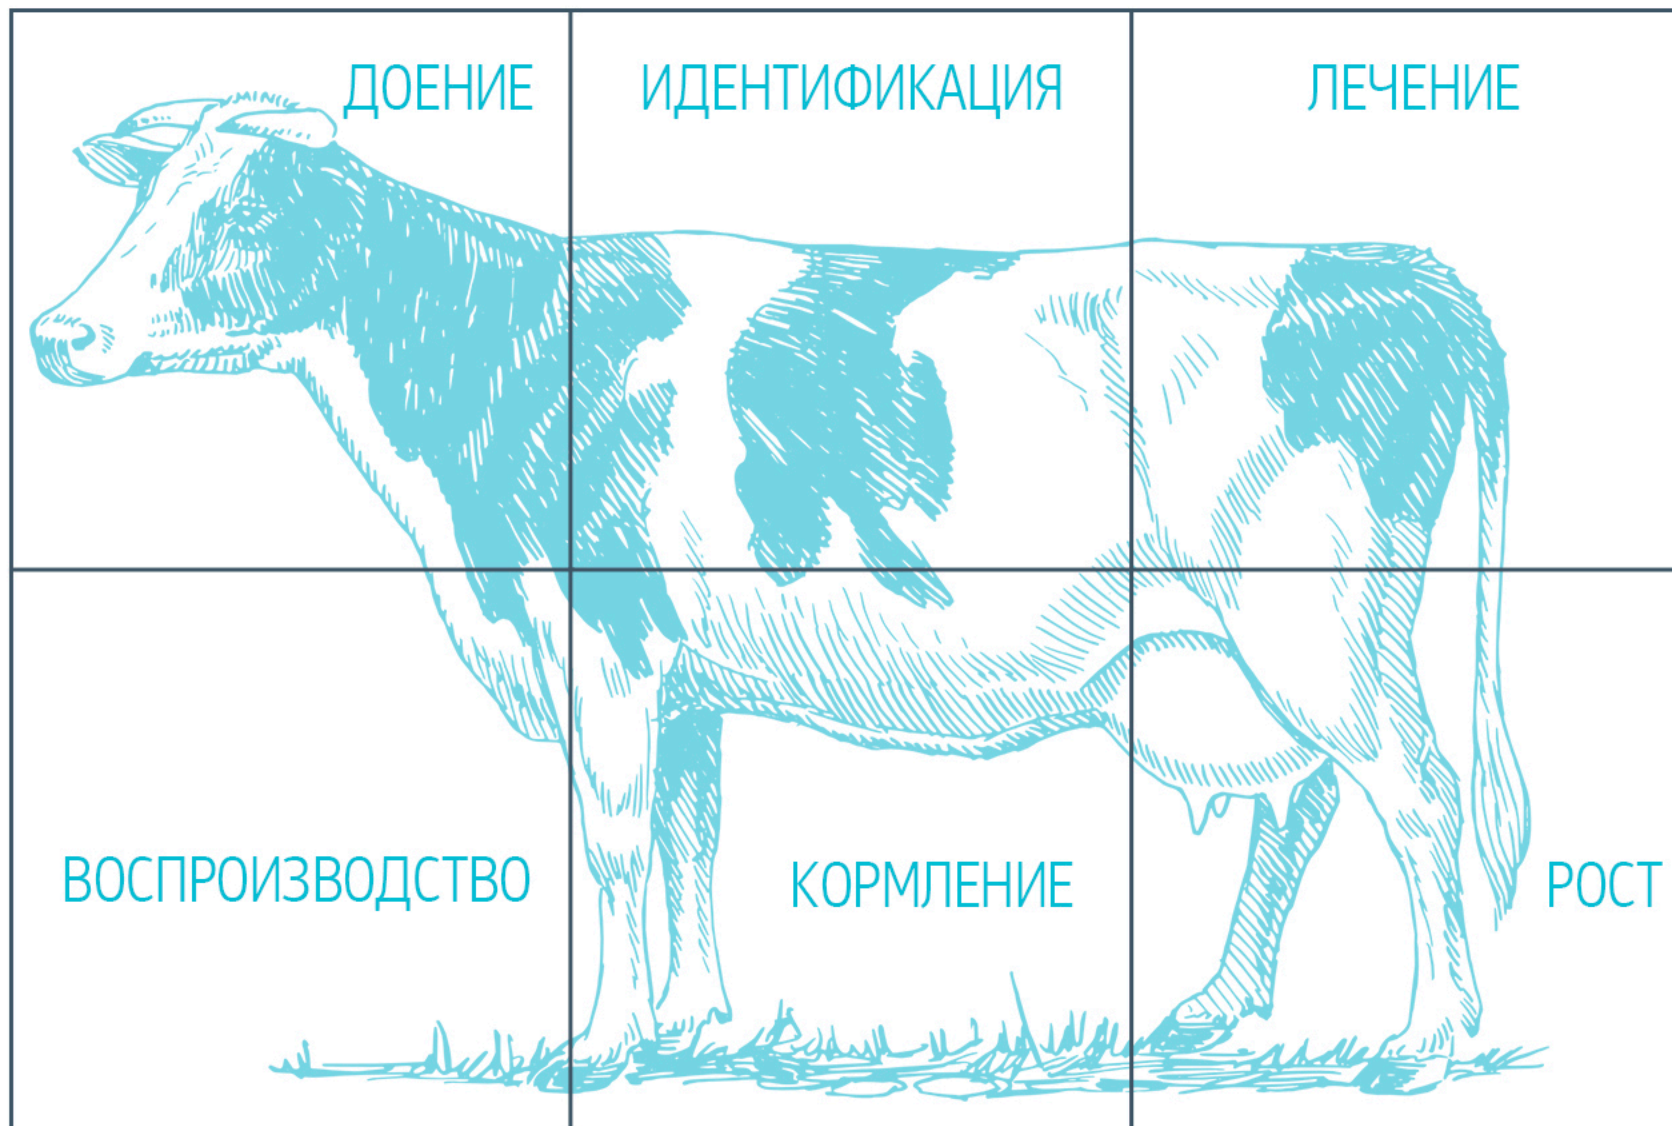 ДОЕНИЕ
ИДЕНТИФИКАЦИЯ
ЛЕЧЕНИЕ
ВОСПРОИЗВОДСТВО
КОРМЛЕНИЕ
РОСТ